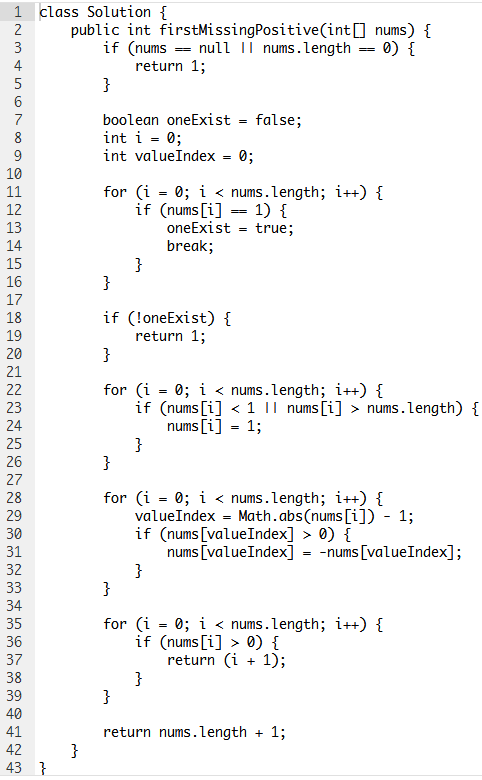 1 class Solution {
2     public int firstMissingPositive(int[] nums) {
3         if (nums == null || nums.length == 0) {
4             return 1;
5         }
6
7         boolean oneExist = false;
8         int i = 0;
9         int valueIndex = 0;
10
11         for (i = 0; i < nums.length; i++) {
12             if (nums[i] == 1) {
13                 oneExist = true;
14                 break;
15             }
16         }
17
18         if (!oneExist) {
19             return 1;
20         }
21
22         for (i = 0; i < nums.length; i++) {
23             if (nums[i] < 1 || nums[i] > nums.length) {
24                 nums[i] = 1;
25             }
26         }
27
28         for (i = 0; i < nums.length; i++) {
29             valueIndex = Math.abs(nums[i]) - 1;
30             if (nums[valueIndex] > 0) {
31                 nums[valueIndex] = -nums[valueIndex];
32             }
33         }
34
35         for (i = 0; i < nums.length; i++) {
36             if (nums[i] > 0) {
37                 return (i + 1);
38             }
39         }
40
41         return nums.length + 1;
42     }
43 }